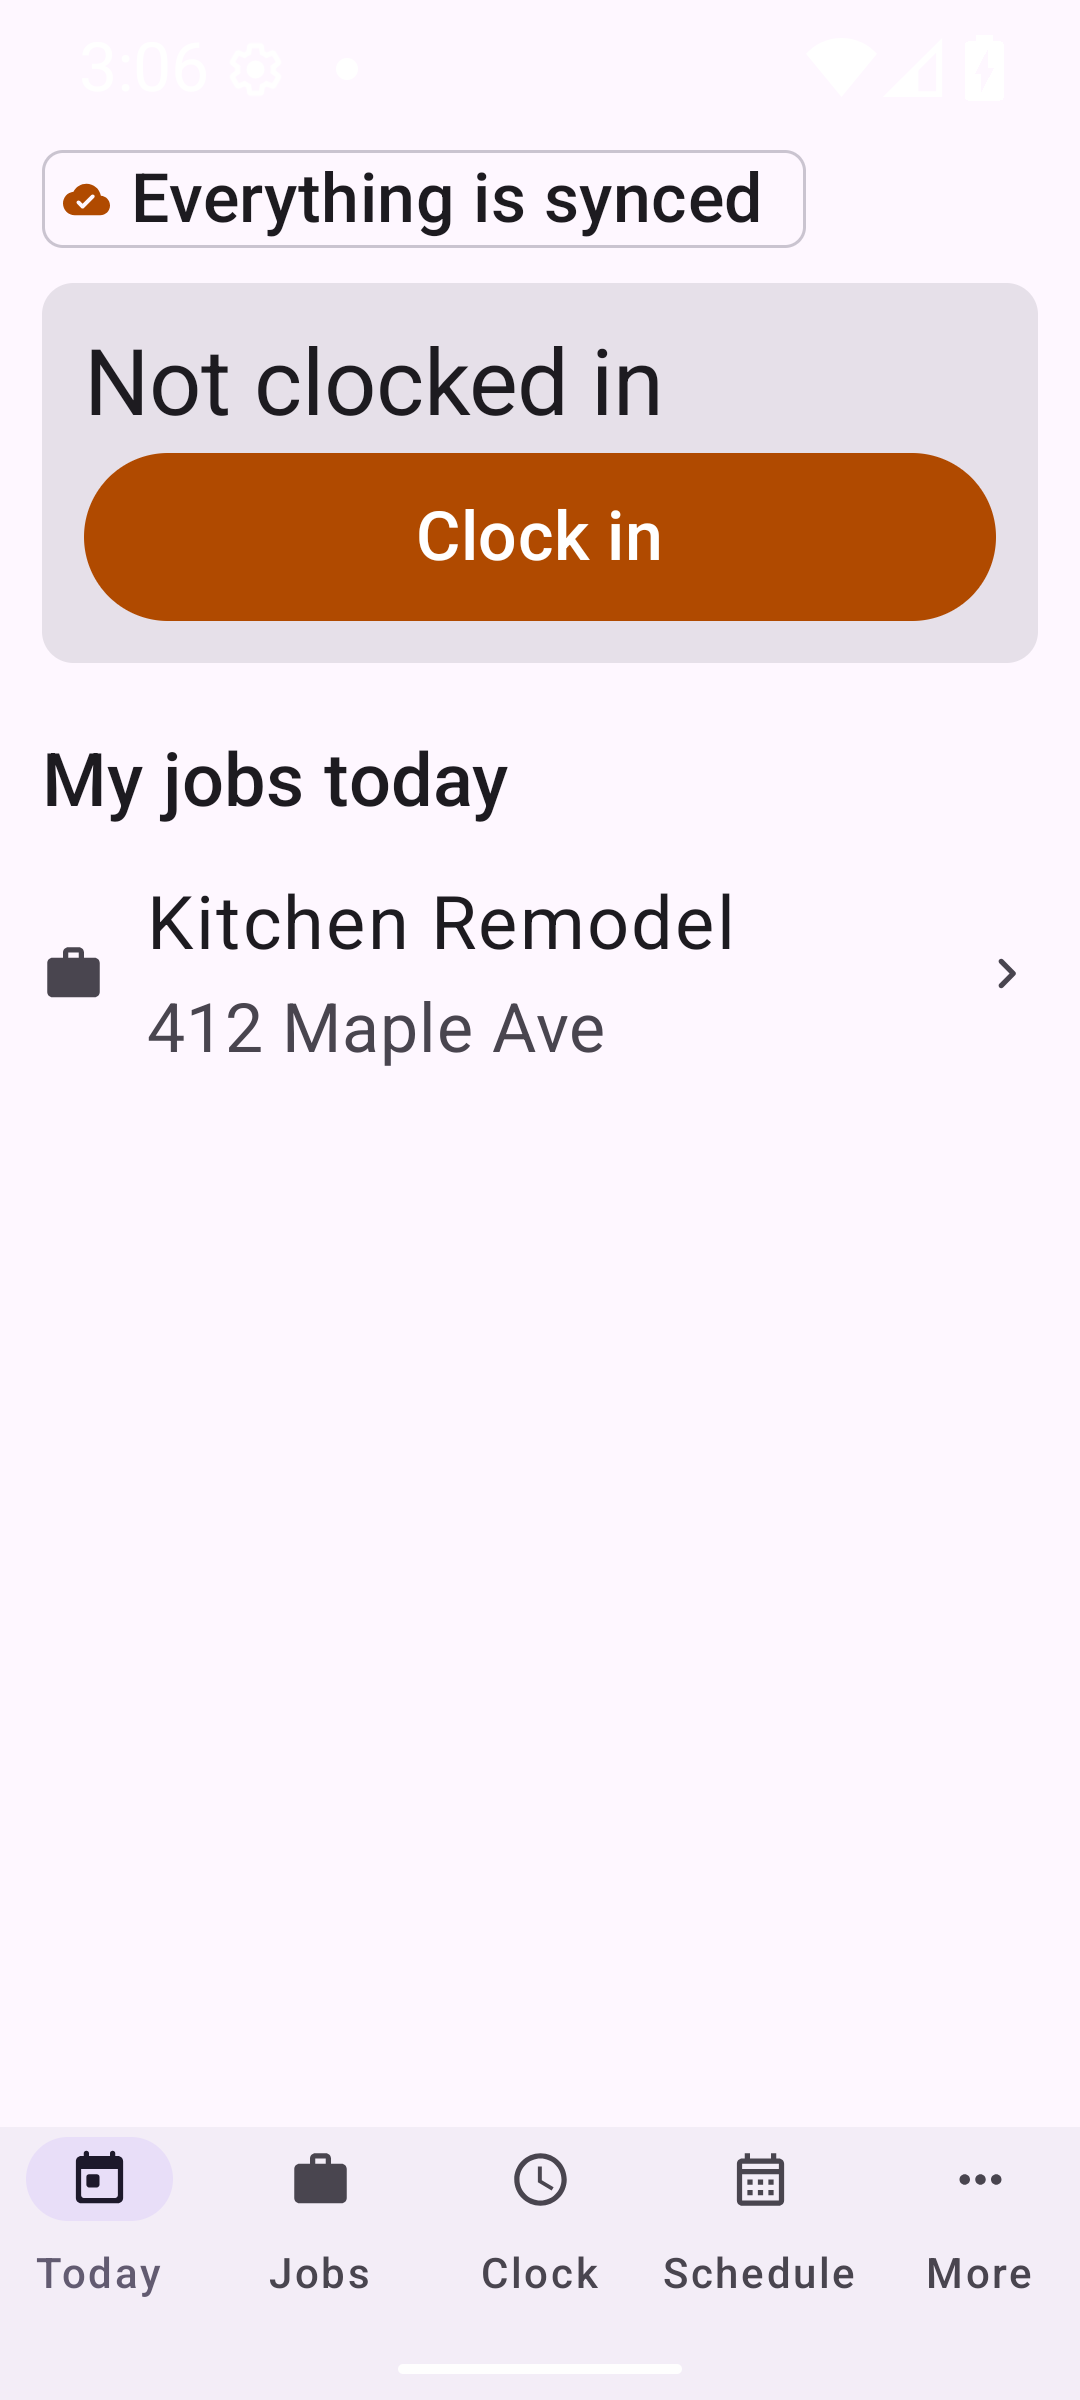 3:06
Everything is synced
Not clocked in
Clock in
My jobs today
Kitchen Remodel
412 Maple Ave
Today
Jobs
Clock
Schedule
More